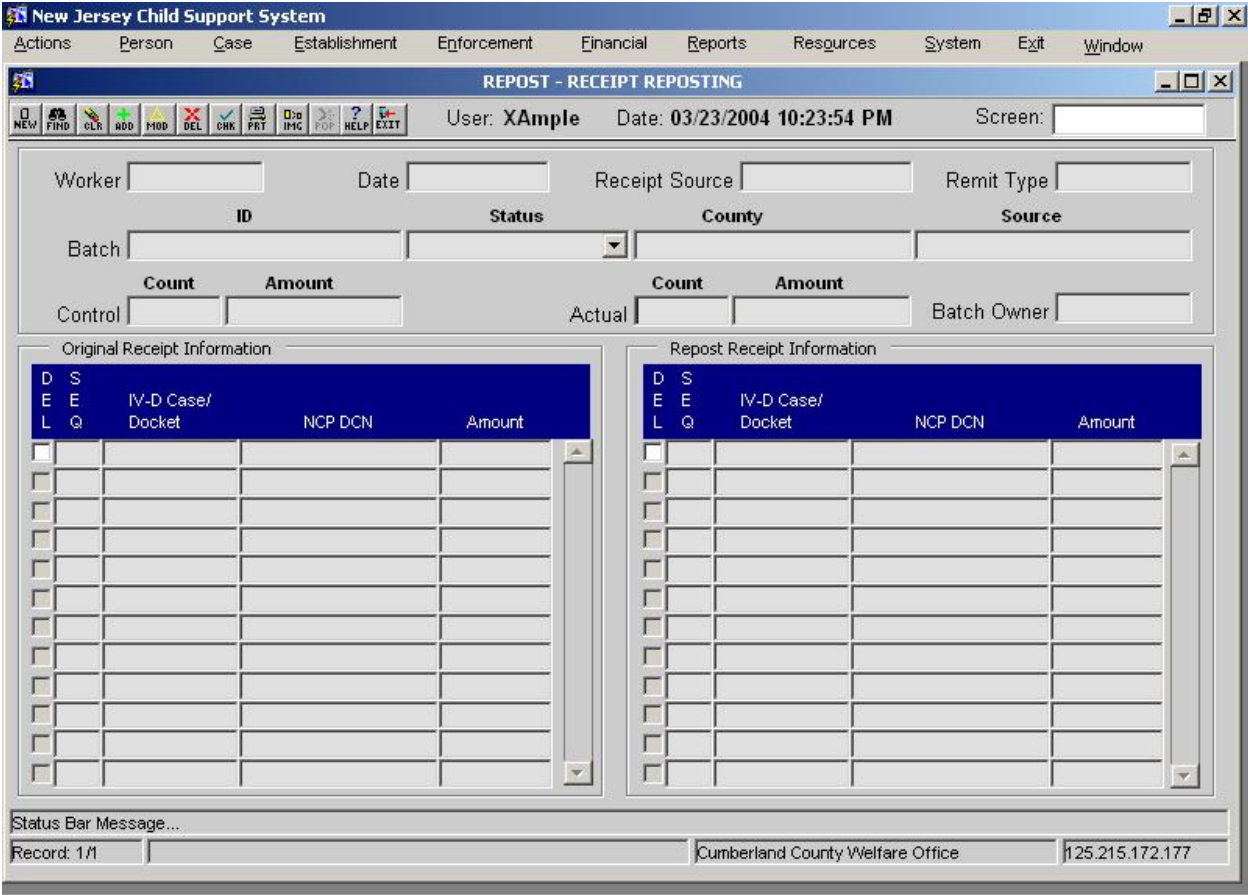 New Jersey Child Support System
Actions Person Case Establishment Enforcement Financial Reports Resources System Exit Window
REPOST - RECEIPT REPOSTING
NEW FIND CLR ADD MOD DEL CHK PRT IMG POP HELP EXIT User: XAmple Date: 03/23/2004 10:23:54 PM Screen:
Worker Date Receipt Source Remit Type
ID Status County Source
Batch
Count Amount Count Amount
Control Actual Batch Owner
Original Receipt Information Repost Receipt Information
DEL SEQ IV-D Case/ Docket NCP DCN Amount DEL SEQ IV-D Case/ Docket NCP DCN Amount
Status Bar Message...
Record: 1/1 Cumberland County Welfare Office 125.215.172.177